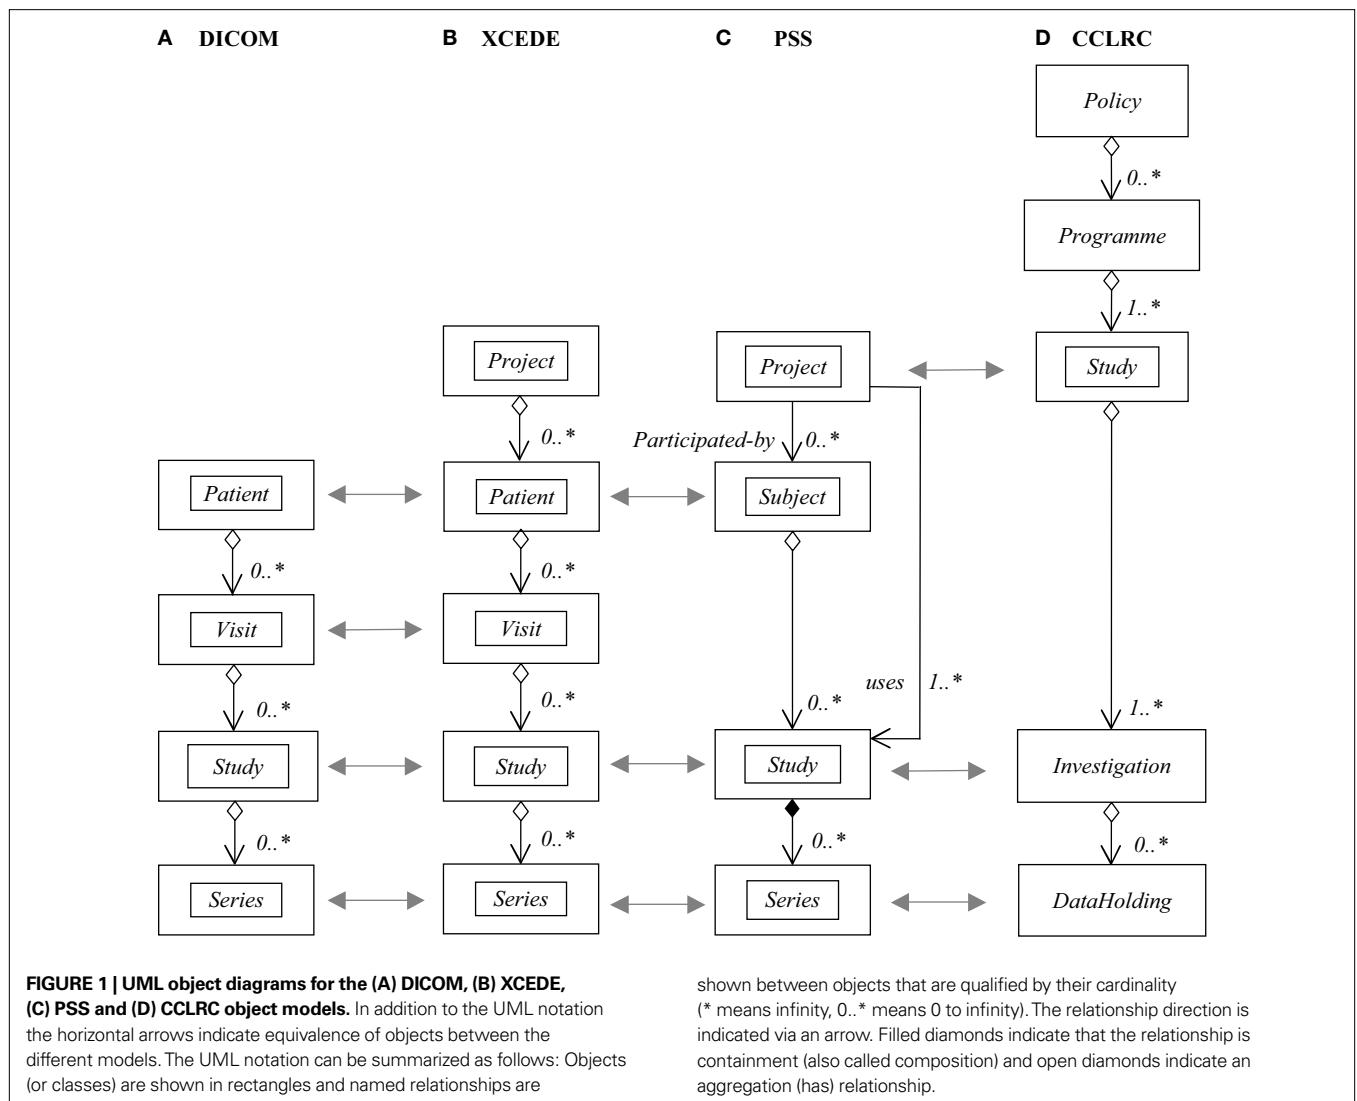 A DICOM
B XCEDE
C PSS
D CCLRC
Policy
0..*
Programme
1..*
Project
Project
Study
0..*
Participated-by
0..*
Patient
Patient
Subject
0..*
0..*
Visit
Visit
uses
1..*
0..*
0..*
0..*
1..*
Study
Study
Study
Investigation
0..*
0..*
0..*
0..*
Series
Series
Series
DataHolding
FIGURE 1 | UML object diagrams for the (A) DICOM, (B) XCEDE,
(C) PSS and (D) CCLRC object models. In addition to the UML notation
the horizontal arrows indicate equivalence of objects between the
different models. The UML notation can be summarized as follows: Objects
(or classes) are shown in rectangles and named relationships are
shown between objects that are qualified by their cardinality
(* means infinity, 0..* means 0 to infinity). The relationship direction is
indicated via an arrow. Filled diamonds indicate that the relationship is
containment (also called composition) and open diamonds indicate an
aggregation (has) relationship.